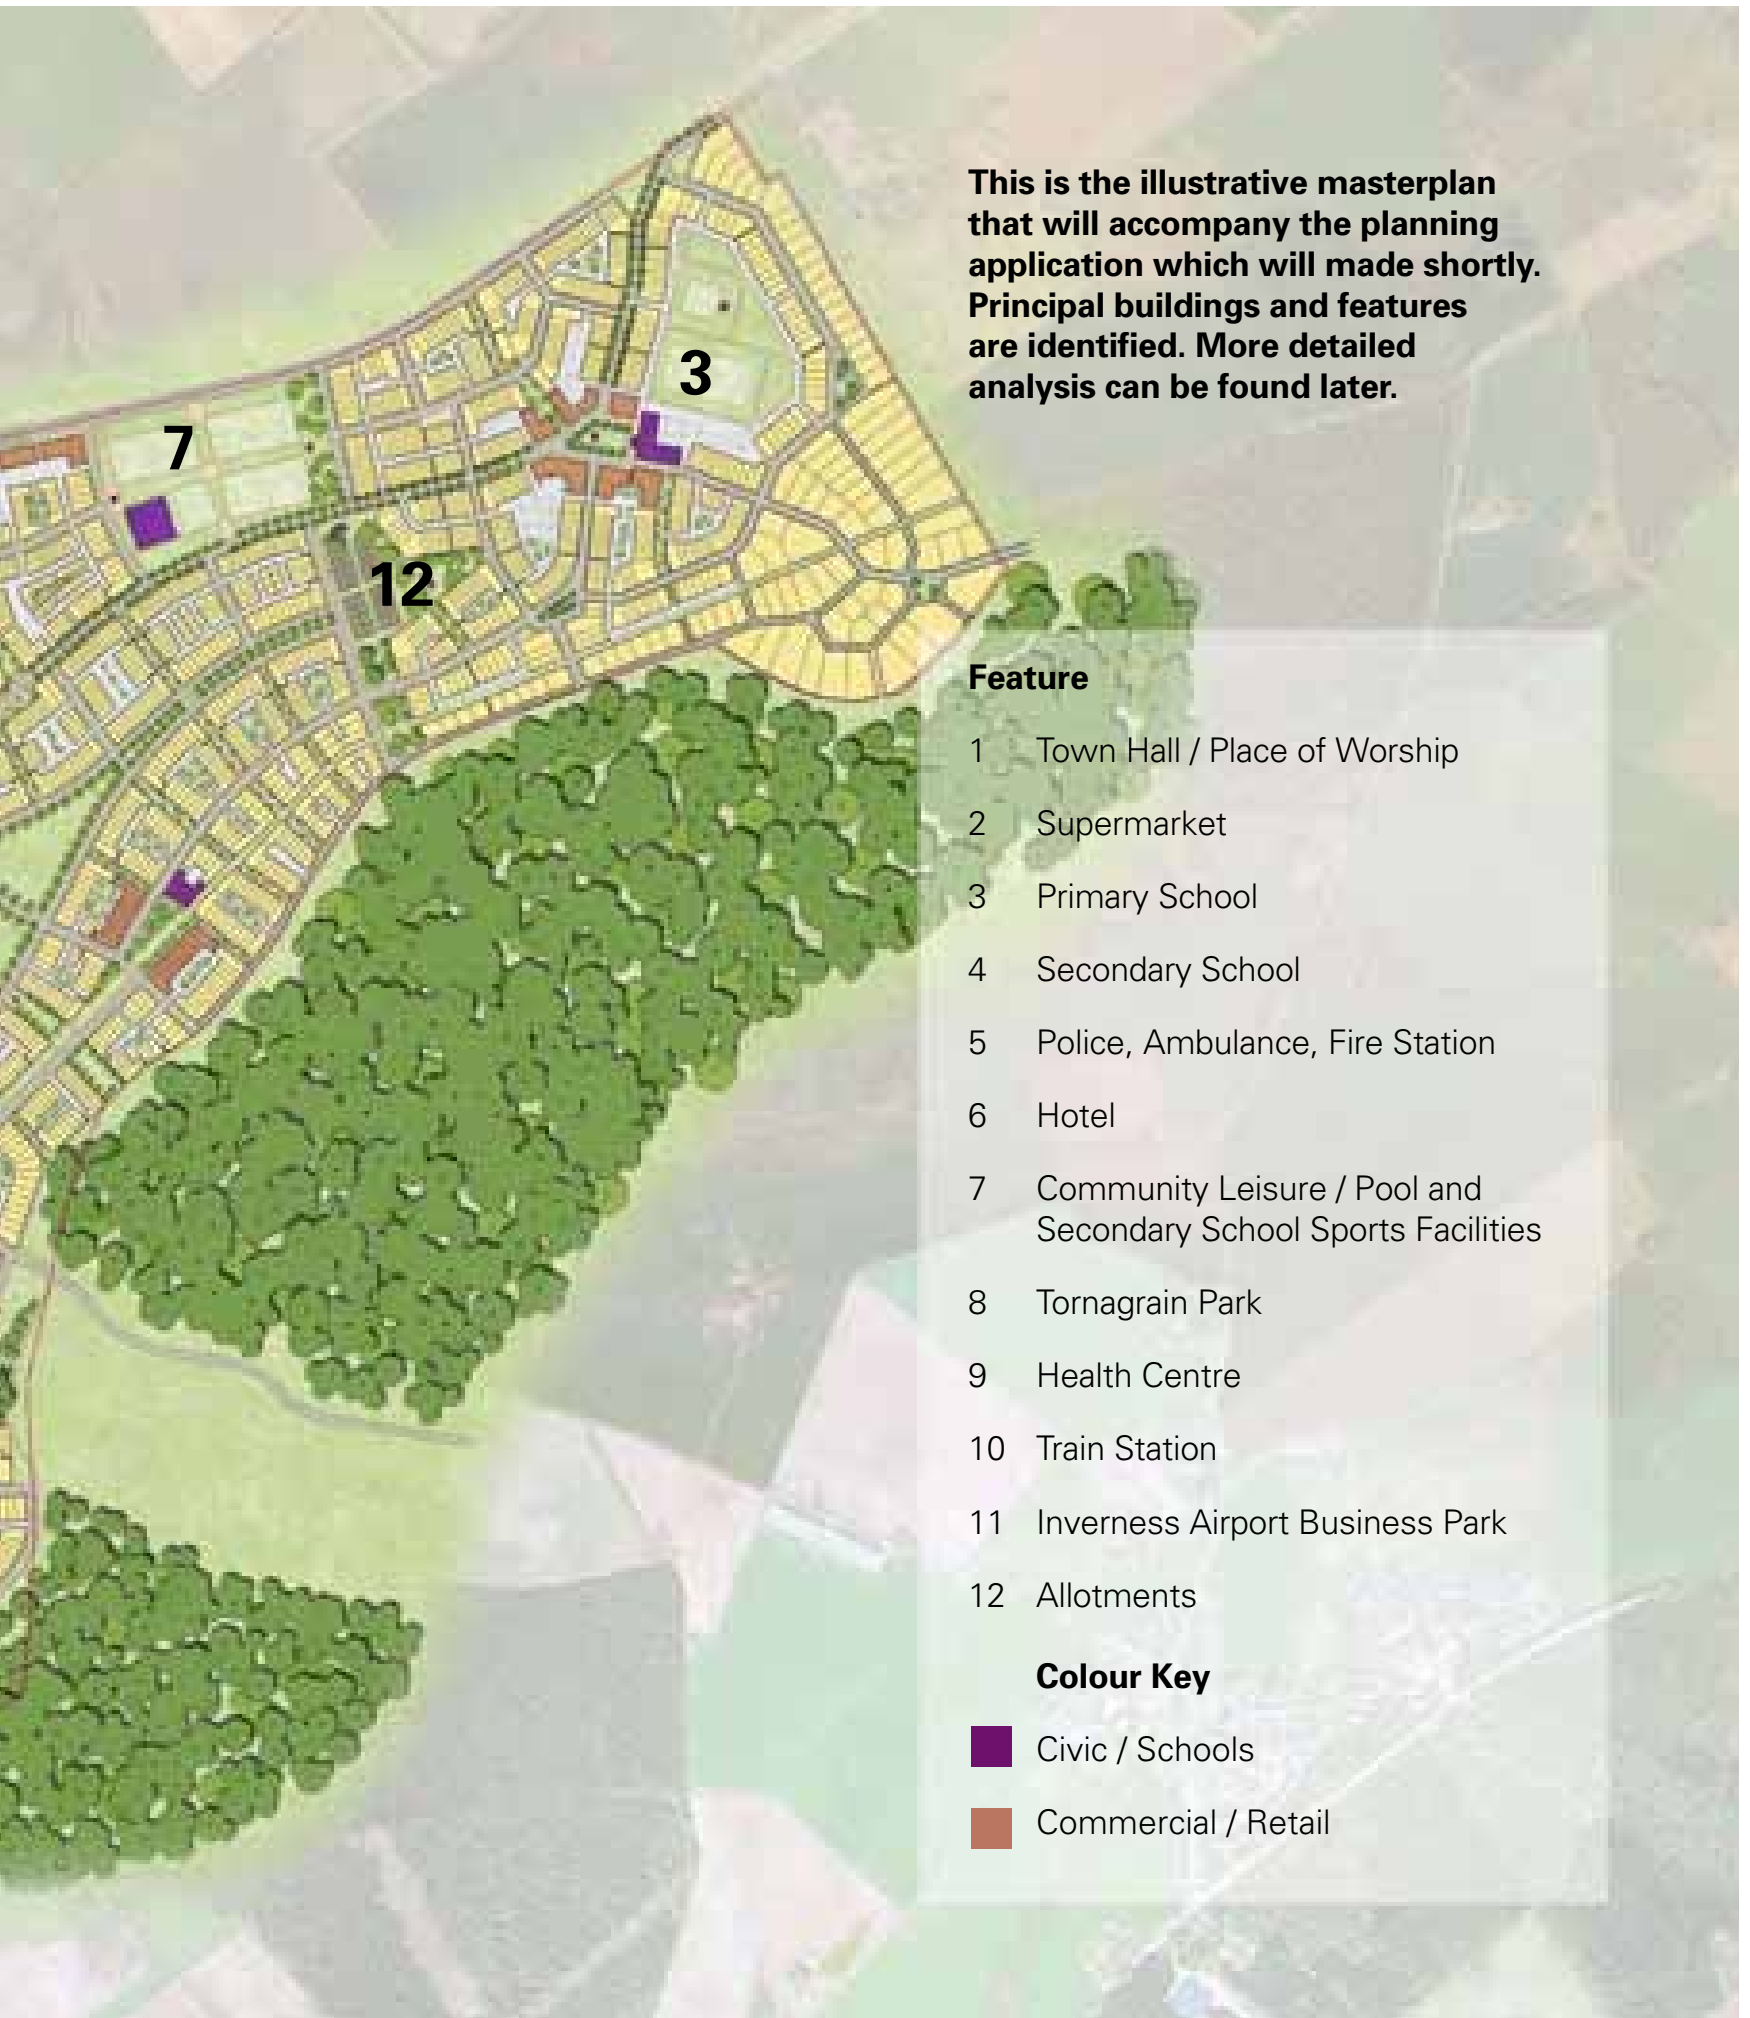 This is the illustrative masterplan
that will accompany the planning
application which will made shortly.
Principal buildings and features
are identified. More detailed
analysis can be found later.
3
7
12
Feature
1 Town Hall / Place of Worship
2 Supermarket
3 Primary School
4 Secondary School
5 Police, Ambulance, Fire Station
6 Hotel
7 Community Leisure / Pool and
Secondary School Sports Facilities
8 Tornagrain Park
9 Health Centre
10 Train Station
11 Inverness Airport Business Park
12 Allotments
Colour Key
Civic / Schools
Commercial / Retail